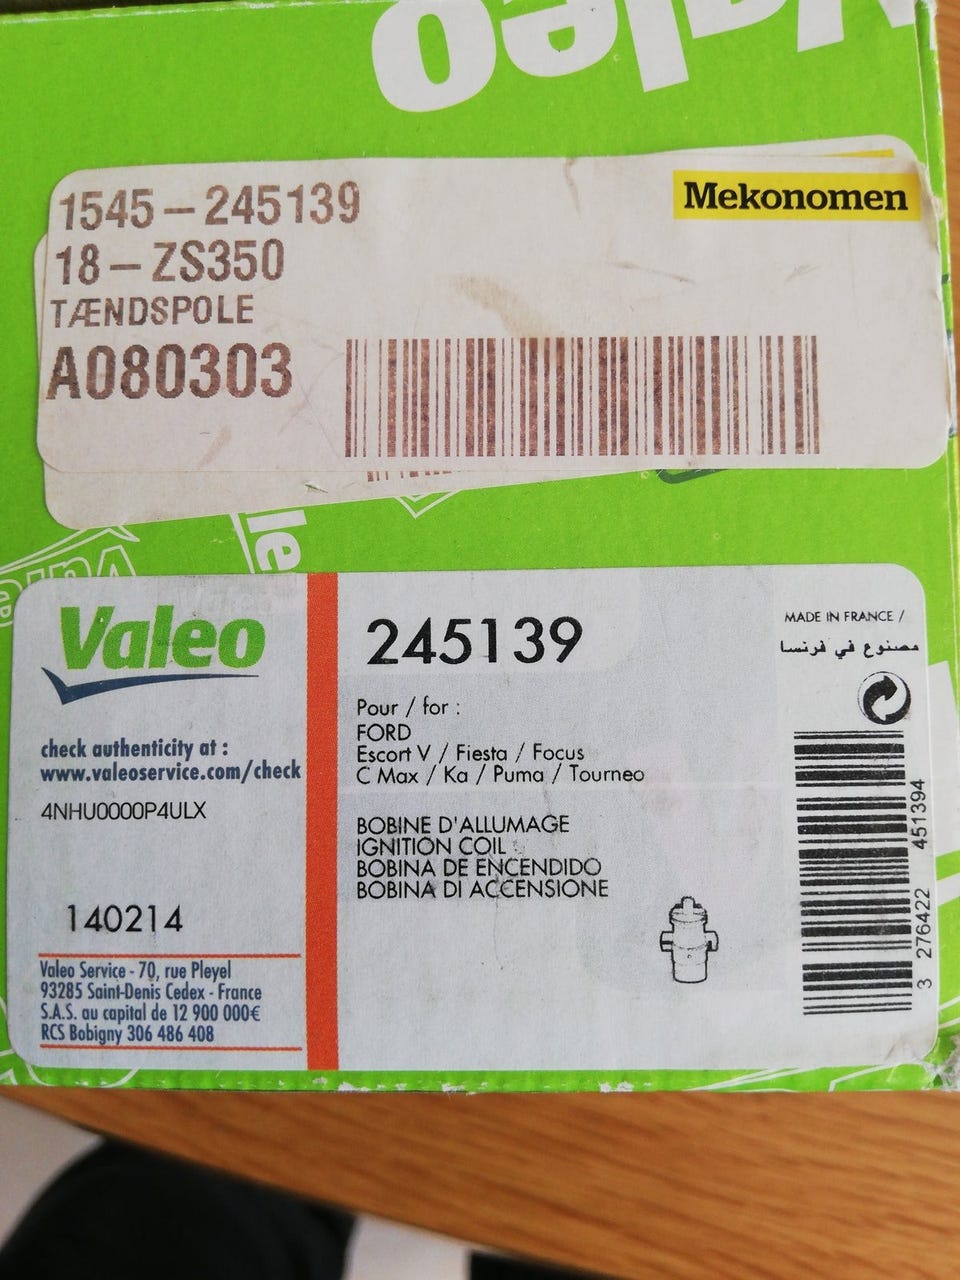 Valeo
1545-245139
18-ZS350
TÆNDSPOLE
A080303
Mekonomen
le
Valeo
Valeo
check authenticity at :
www.valeoservice.com/check
4NHU0000P4ULX
140214
Valeo Service - 70, rue Pleyel
93285 Saint-Denis Cedex - France
S.A.S. au capital de 12 900 000€
RCS Bobigny 306 486 408
245139
Pour / for :
FORD
Escort V / Fiesta / Focus
C Max / Ka / Puma / Tourneo
BOBINE D'ALLUMAGE
IGNITION COIL
BOBINA DE ENCENDIDO
BOBINA DI ACCENSIONE
MADE IN FRANCE /
مصنوع في فرنسا
3 276422 451394